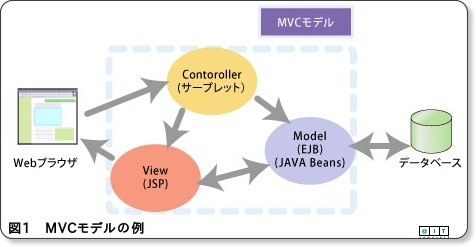 MVCモデル
Contoroller
(サーブレット)
Model
(EJB)
(JAVA Beans)
Webブラウザ
データベース
View
(JSP)
図1 MVCモデルの例
@IT